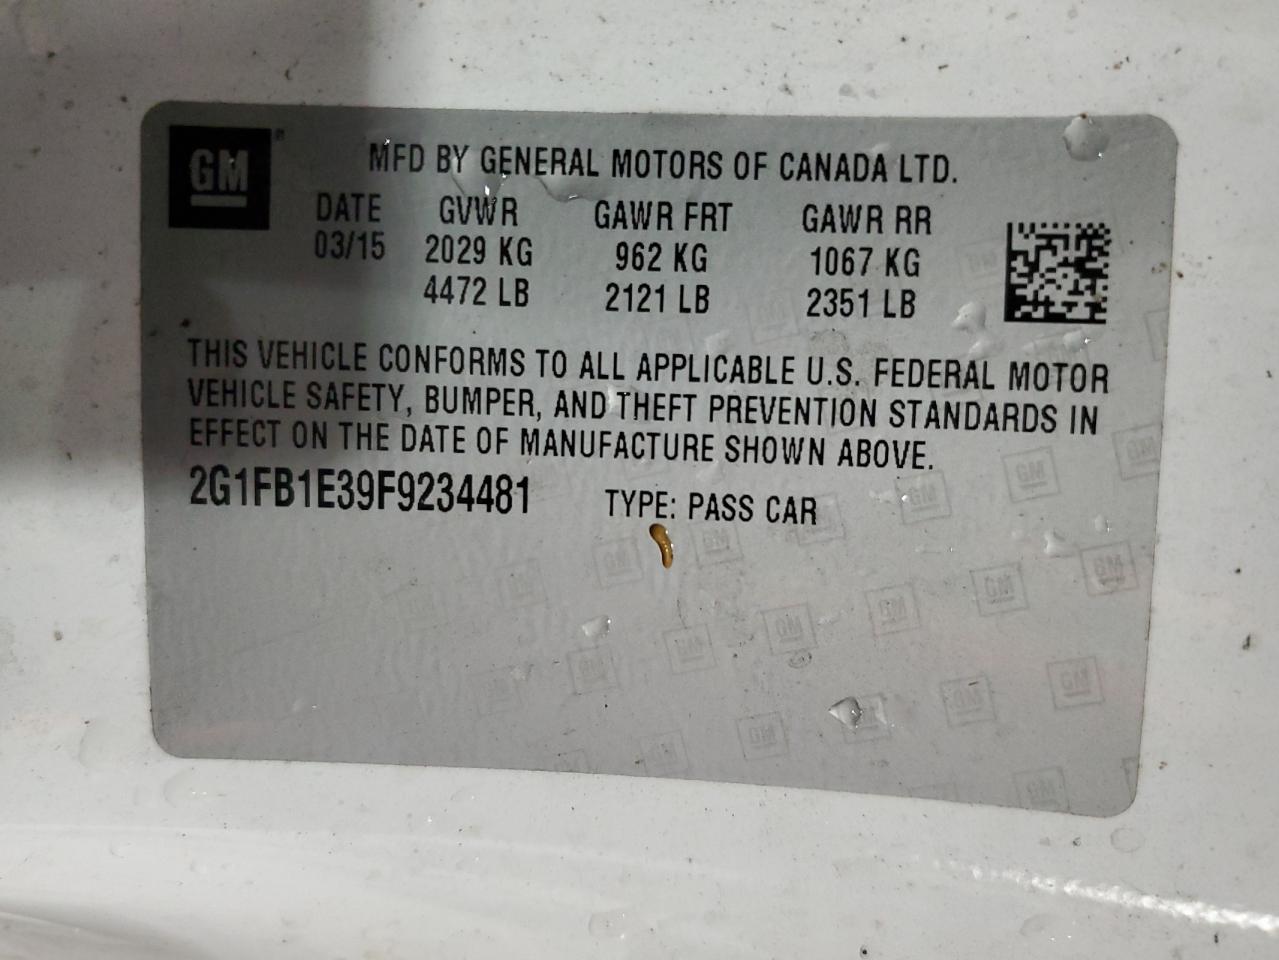 GM
MFD BY GENERAL MOTORS OF CANADA LTD.
DATE GVWR GAWR FRT GAWR RR
03/15 2029 KG 962 KG 1067 KG
4472 LB 2121 LB 2351 LB
THIS VEHICLE CONFORMS TO ALL APPLICABLE U.S. FEDERAL MOTOR
VEHICLE SAFETY, BUMPER, AND THEFT PREVENTION STANDARDS IN
EFFECT ON THE DATE OF MANUFACTURE SHOWN ABOVE.
2G1FB1E39F9234481 TYPE: PASS CAR